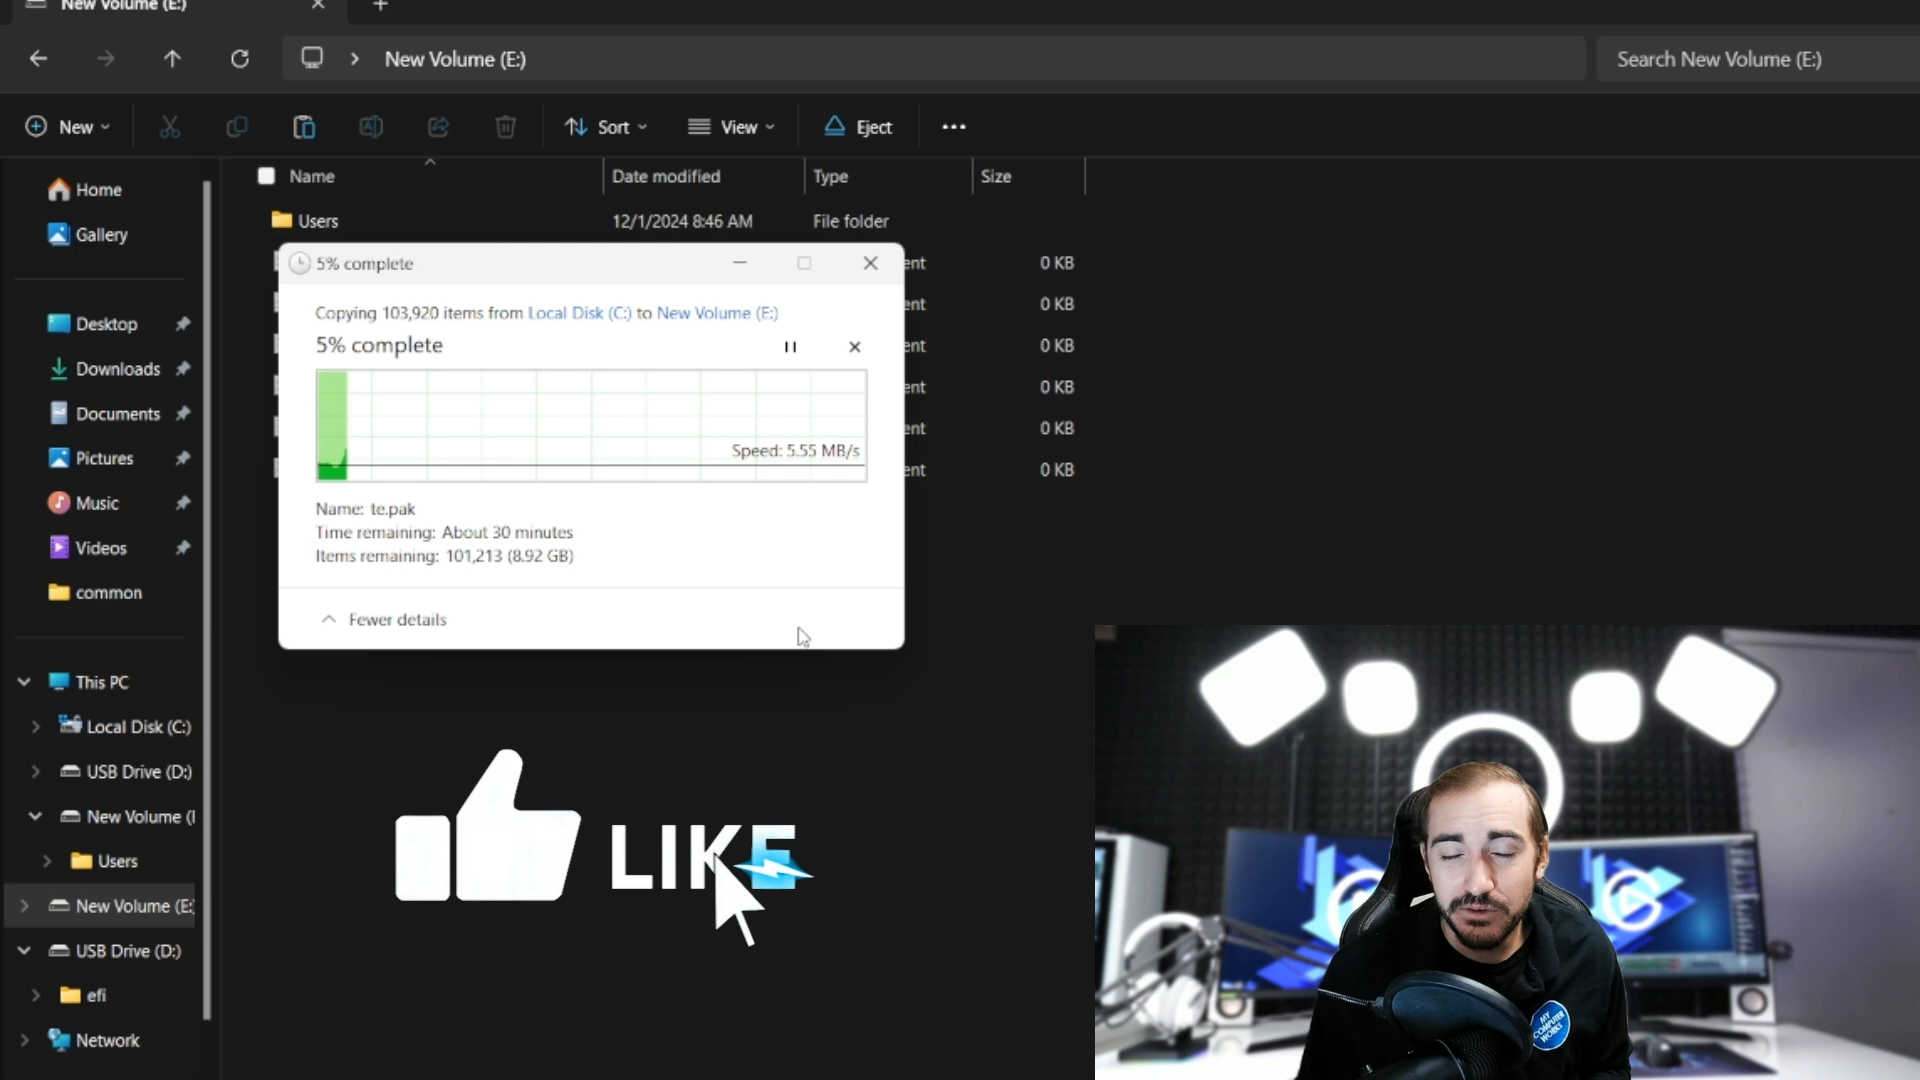 New Volume (E:)
New Volume (E:)
Search New Volume (E:)
New
Sort
View
Eject
Name
Date modified
Type
Size
Users
12/1/2024 8:46 AM
File folder
ent
0 KB
ent
0 KB
ent
0 KB
ent
0 KB
ent
0 KB
ent
0 KB
5% complete
Copying 103,920 items from Local Disk (C:) to New Volume (E:)
5% complete
Speed: 5.55 MB/s
Name: te.pak
Time remaining: About 30 minutes
Items remaining: 101,213 (8.92 GB)
Fewer details
Home
Gallery
Desktop
Downloads
Documents
Pictures
Music
Videos
common
This PC
Local Disk (C:)
USB Drive (D:)
New Volume (
Users
New Volume (E:
USB Drive (D:)
efi
Network
LIKE
MY
COMPUTER
WORKS